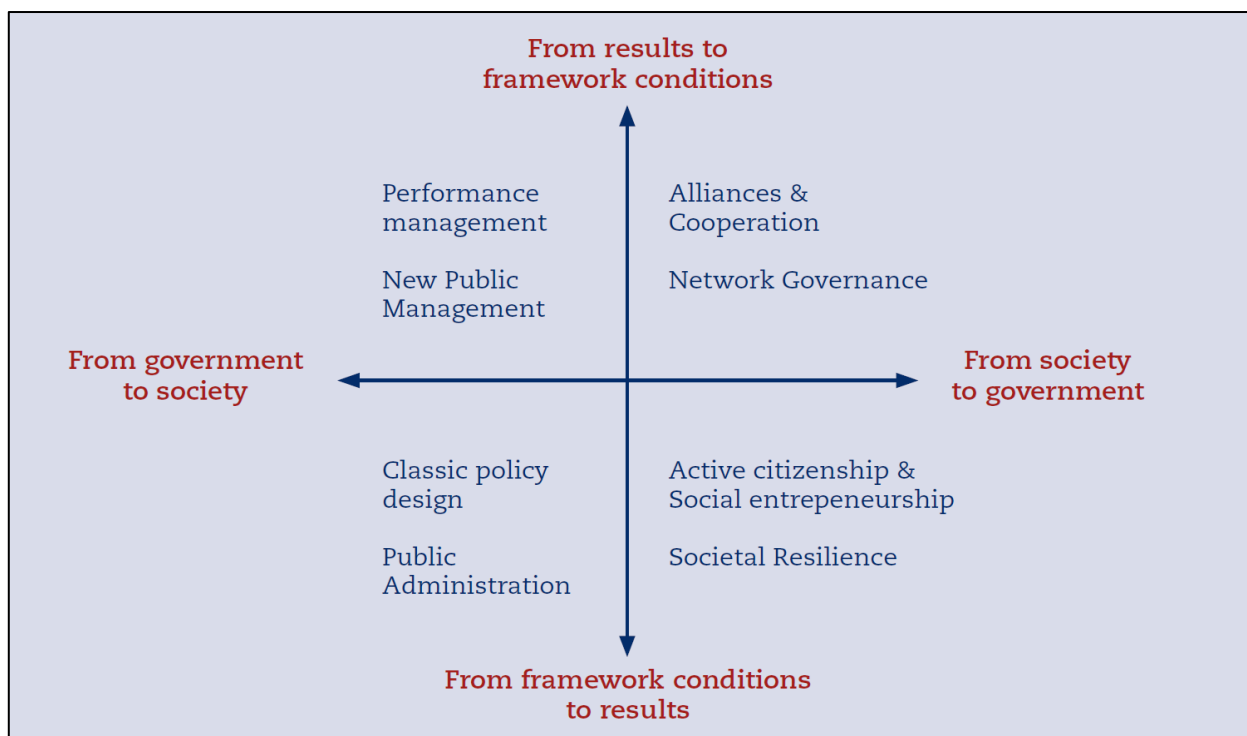 From results to
framework conditions
Performance
management
New Public
Management
Alliances &
Cooperation
Network Governance
From government
to society
From society
to government
Classic policy
design
Public
Administration
Active citizenship &
Social entrepeneurship
Societal Resilience
From framework conditions
to results